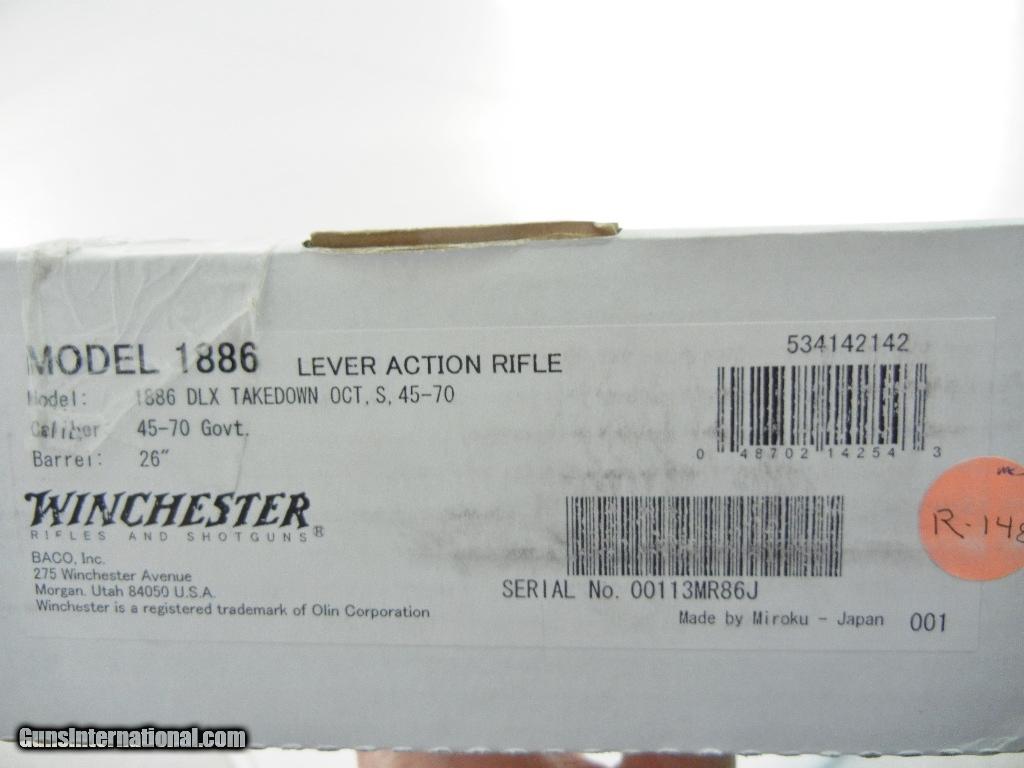 MODEL 1886 LEVER ACTION RIFLE
534142142
Model: 1886 DLX TAKEDOWN OCT, S, 45-70
Caliber: 45-70 Govt.
Barrel: 26"
0 48702 14254 3
WINCHESTER
RIFLES AND SHOTGUNS®
BACO, Inc.
275 Winchester Avenue
Morgan, Utah 84050 U.S.A.
Winchester is a registered trademark of Olin Corporation
SERIAL No. 00113MR86J
Made by Miroku - Japan 001
R-148
GunsInternational.com